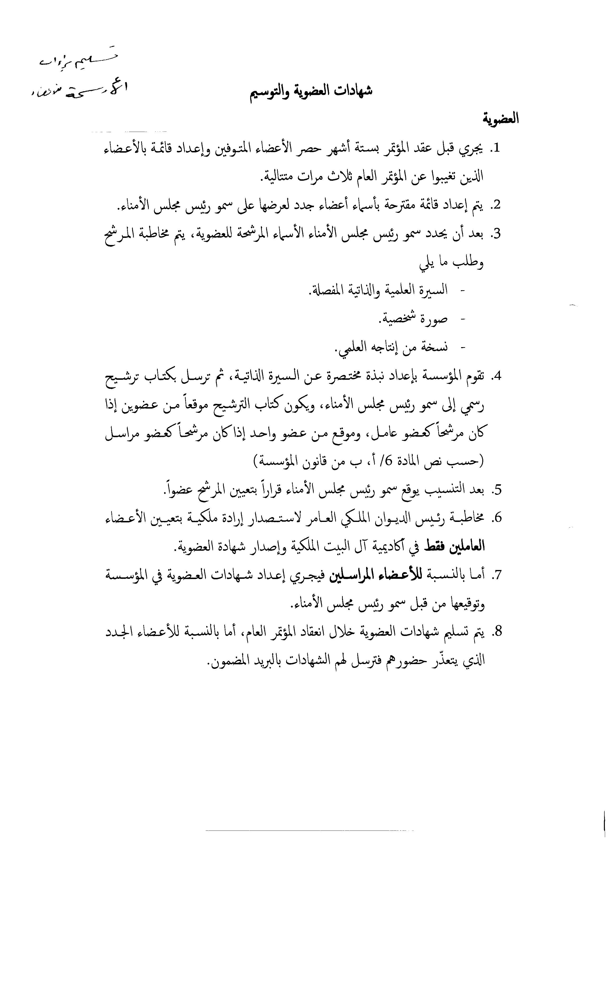 تسليم براءات
الأوسمة
شهادات العضوية والتوسيم
العضوية
1. يجري قبل عقد المؤتمر بستة أشهر حصر الأعضاء المتوفين وإعداد قائمة بالأعضاء
الذين تغيبوا عن المؤتمر العام ثلاث مرات متتالية.
2. يتم إعداد قائمة مقترحة بأسماء أعضاء جدد لعرضها على سمو رئيس مجلس الأمناء.
3. بعد أن يحدد سمو رئيس مجلس الأمناء الأسماء المرشحة للعضوية، يتم مخاطبة المرشح
وطلب ما يلي
- السيرة العلمية والذاتية المفصلة.
- صورة شخصية.
- نسخة من إنتاجه العلمي.
4. تقوم المؤسسة بإعداد نبذة مختصرة عن السيرة الذاتية، ثم ترسل بكتاب ترشيح
رسمي إلى سمو رئيس مجلس الأمناء، ويكون كتاب الترشيح موقعاً من عضوين إذا
كان مرشحاً كعضو عامل، وموقع من عضو واحد إذا كان مرشحاً كعضو مراسل
(حسب نص المادة 6/ أ، ب من قانون المؤسسة)
5. بعد التنسيب يوقع سمو رئيس مجلس الأمناء قراراً بتعيين المرشح عضواً.
6. مخاطبة رئيس الديوان الملكي العامر لاستصدار إرادة ملكية بتعيين الأعضاء
العاملين فقط في أكاديمية آل البيت الملكية وإصدار شهادة العضوية.
7. أما بالنسبة للأعضاء المراسلين فيجري إعداد شهادات العضوية في المؤسسة
وتوقيعها من قبل سمو رئيس مجلس الأمناء.
8. يتم تسليم شهادات العضوية خلال انعقاد المؤتمر العام، أما بالنسبة للأعضاء الجدد
الذي يتعذّر حضورهم فترسل لهم الشهادات بالبريد المضمون.